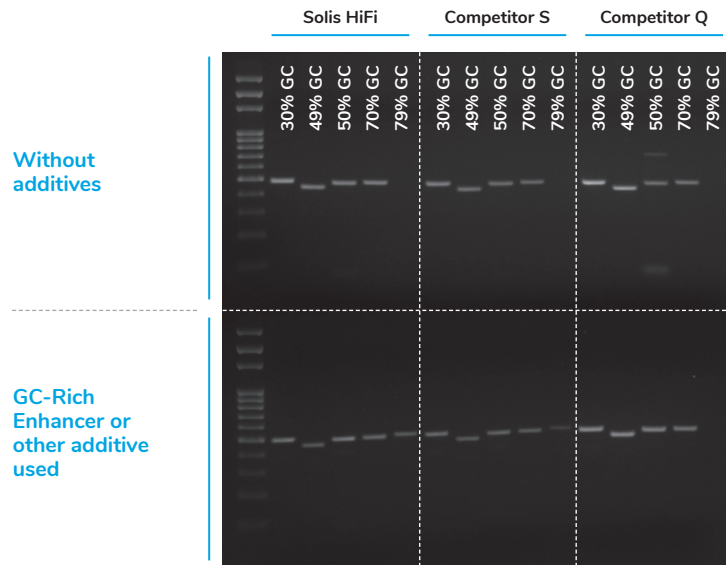 Solis HiFi
Competitor S
Competitor Q
30% GC
49% GC
50% GC
70% GC
79% GC
30% GC
49% GC
50% GC
70% GC
79% GC
30% GC
49% GC
50% GC
70% GC
79% GC
Without
additives
GC-Rich
Enhancer or
other additive
used